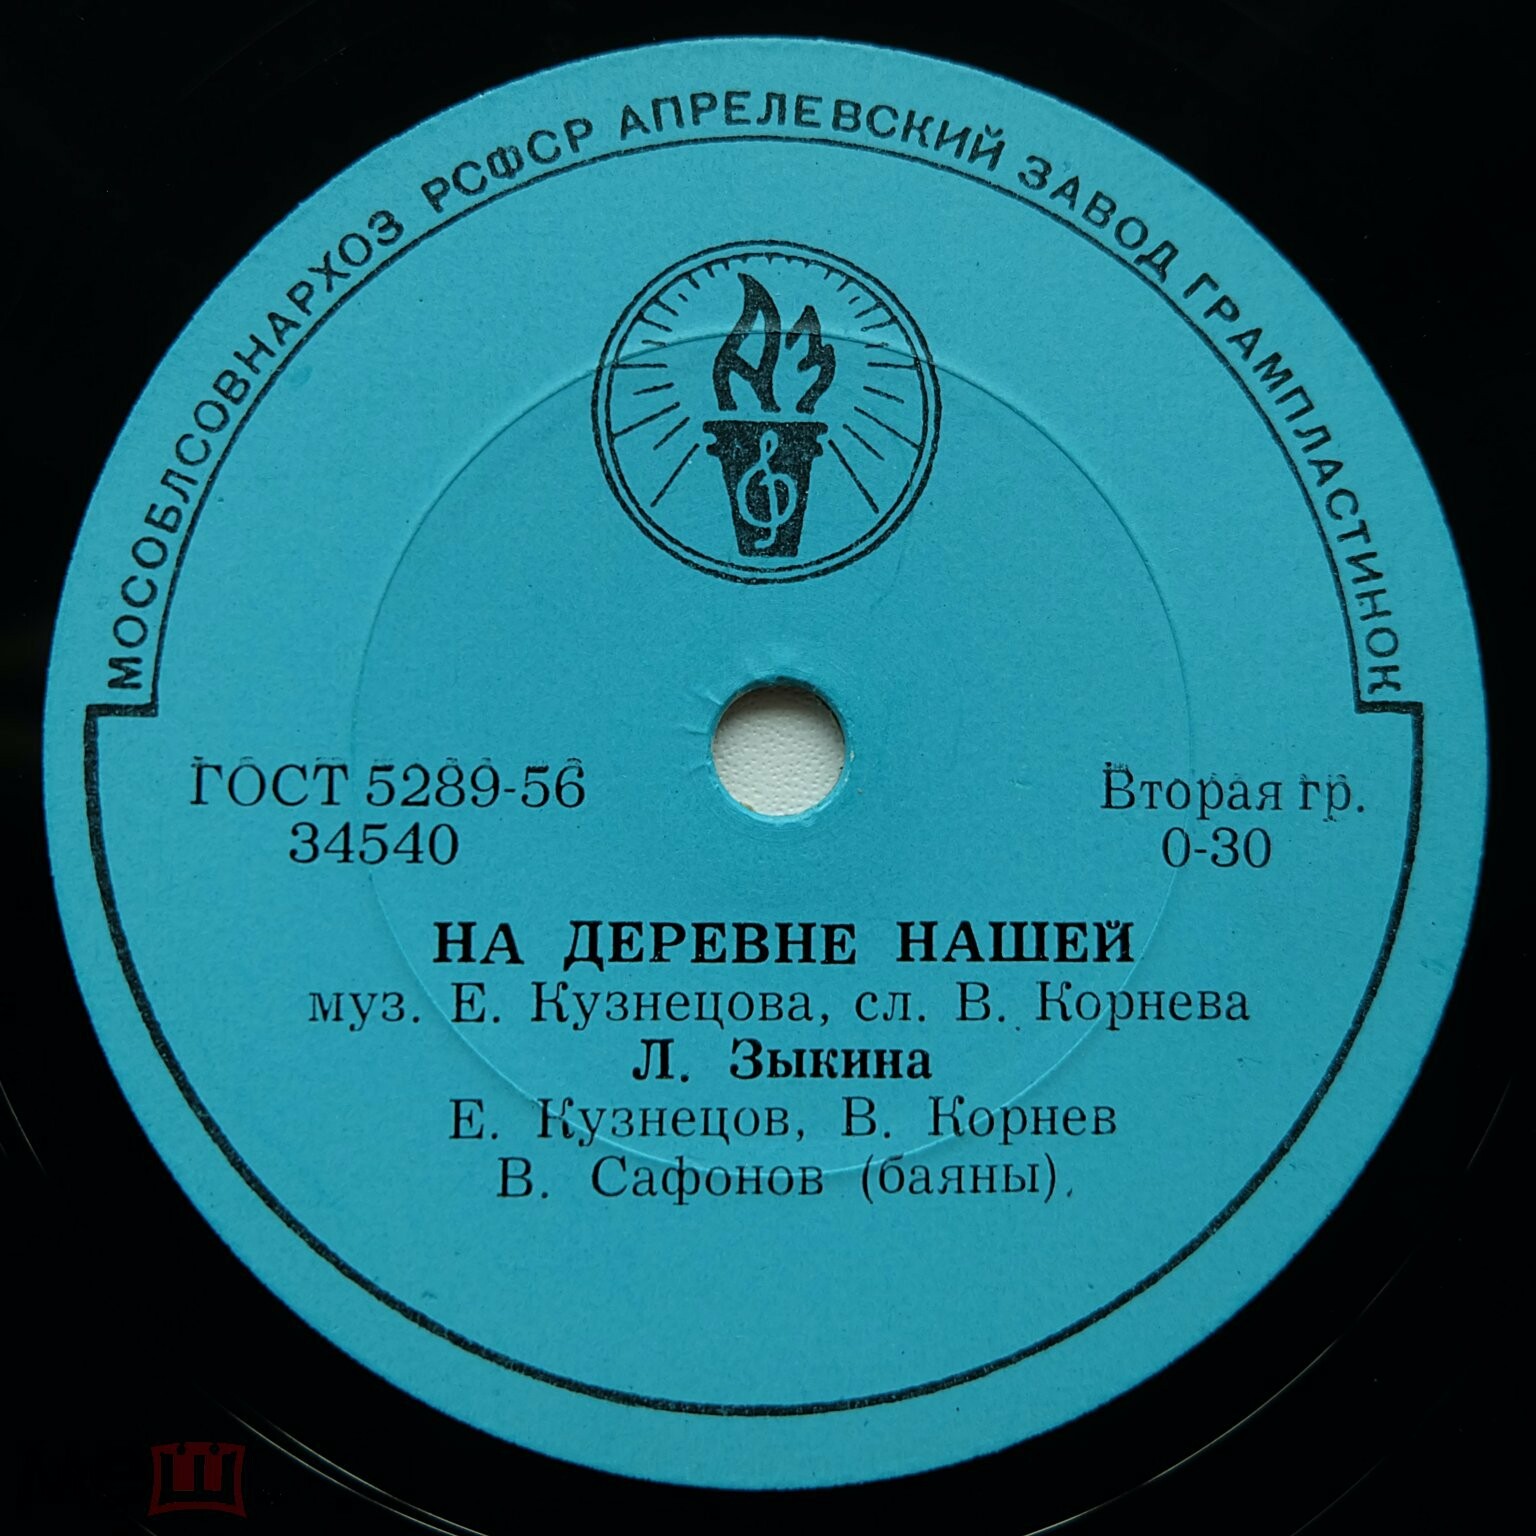 МОСОБЛСОВНАРХОЗ РСФСР АПРЕЛЕВСКИЙ ЗАВОД ГРАМПЛАСТИНОК
АЗ
ГОСТ 5289-56
34540
Вторая гр.
0-30
НА ДЕРЕВНЕ НАШЕЙ
муз. Е. Кузнецова, сл. В. Корнева
Л. Зыкина
Е. Кузнецов, В. Корнев
В. Сафонов (баяны).